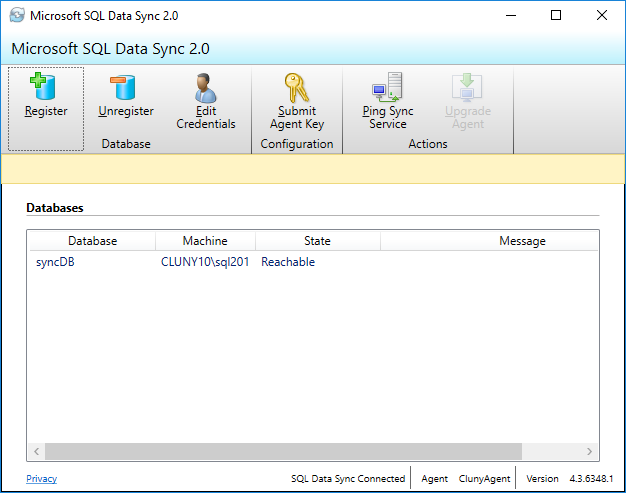 Microsoft SQL Data Sync 2.0
Microsoft SQL Data Sync 2.0
Register
Unregister
Edit
Credentials
Submit
Agent Key
Ping Sync
Service
Upgrade
Agent
Database
Configuration
Actions
Databases
Database Machine State Message
syncDB CLUNY10\sql201 Reachable
Privacy SQL Data Sync Connected Agent ClunyAgent Version 4.3.6348.1